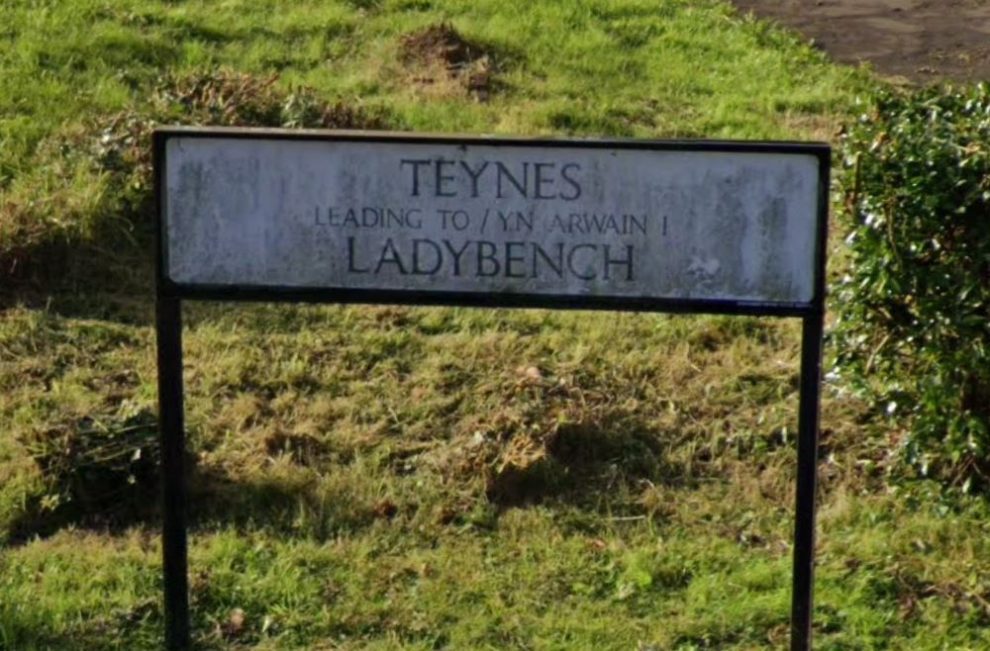 TEYNES
LEADING TO / YN ARWAIN I
LADYBENCH